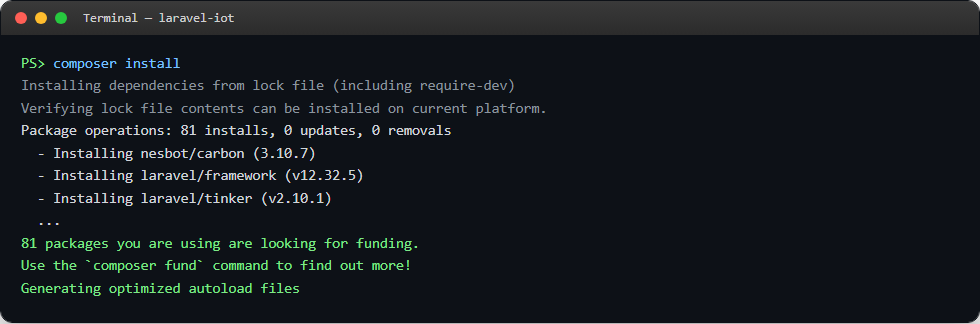 Terminal — laravel-iot
PS> composer install
Installing dependencies from lock file (including require-dev)
Verifying lock file contents can be installed on current platform.
Package operations: 81 installs, 0 updates, 0 removals
- Installing nesbot/carbon (3.10.7)
- Installing laravel/framework (v12.32.5)
- Installing laravel/tinker (v2.10.1)
...
81 packages you are using are looking for funding.
Use the `composer fund` command to find out more!
Generating optimized autoload files